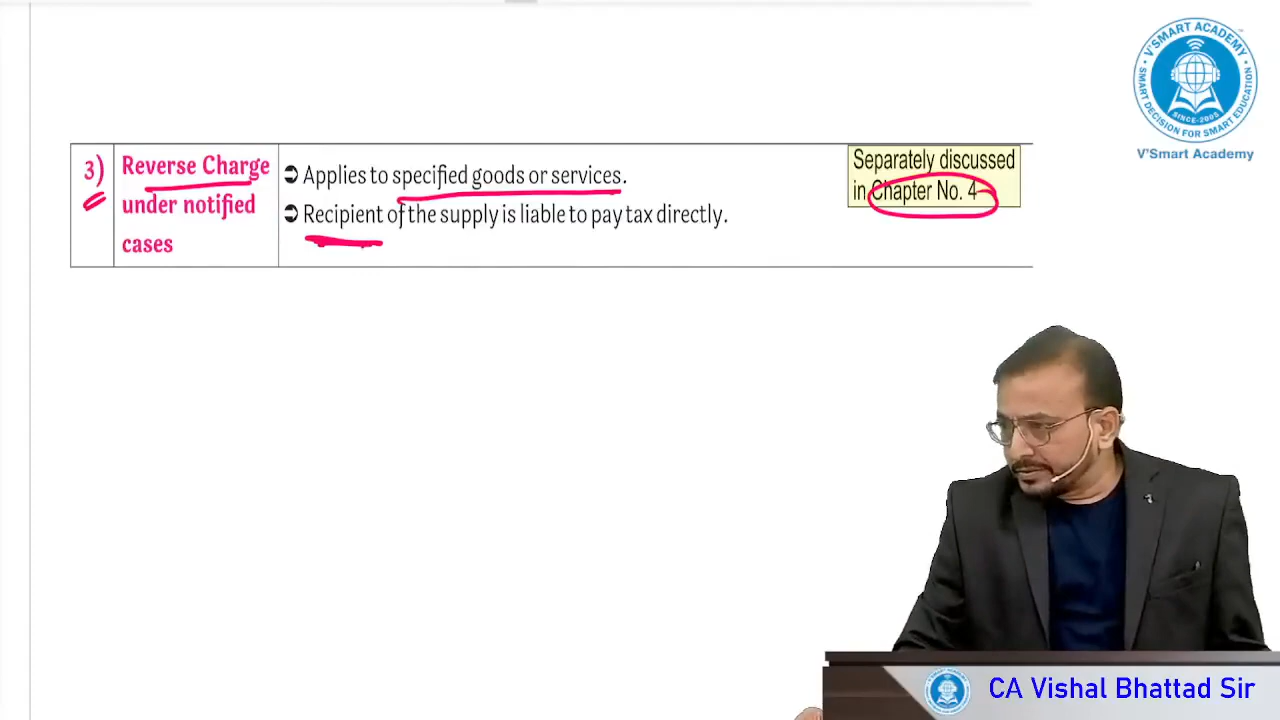 V'SMART ACADEMY
SMART DECISION FOR SMART EDUCATION
SINCE-2005
V'Smart Academy
3) Reverse Charge
under notified
cases
➲ Applies to specified goods or services.
➲ Recipient of the supply is liable to pay tax directly.
Separately discussed
in Chapter No. 4
CA Vishal Bhattad Sir